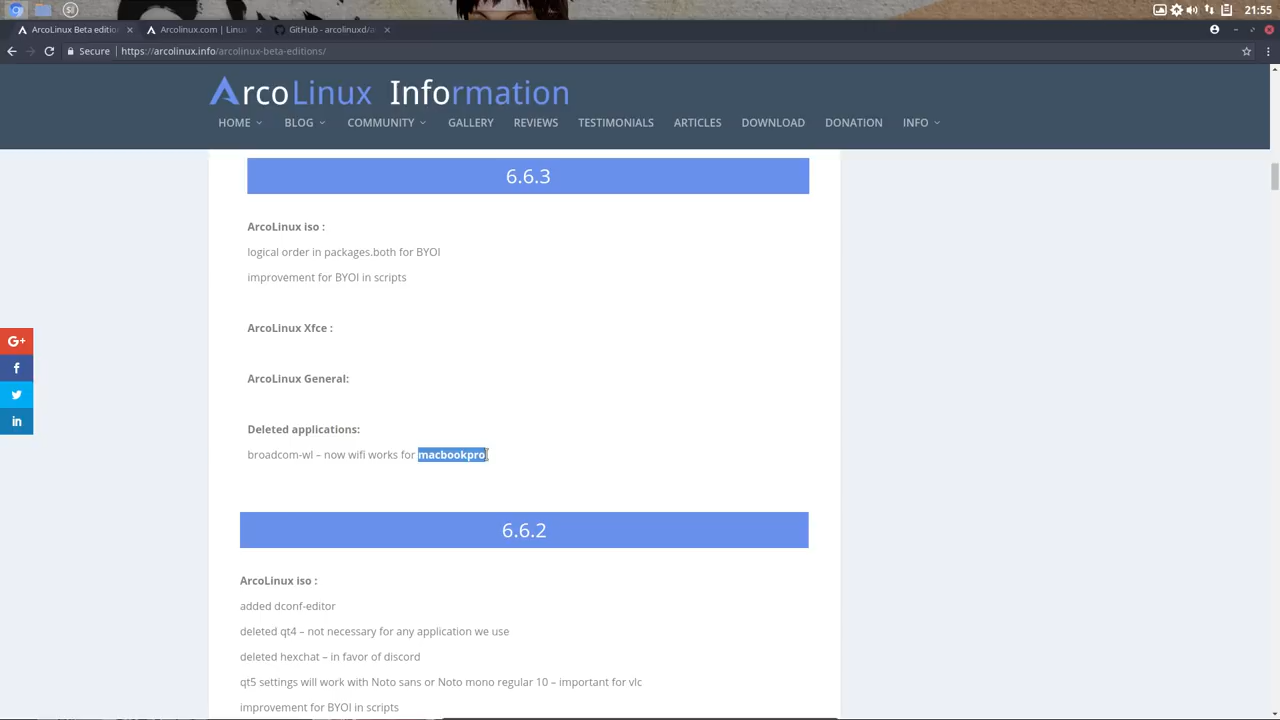 21:55
ArcoLinux Beta editio
Arcolinux.com | Linu
GitHub - arcolinuxd/a
Secure
https://arcolinux.info/arcolinux-beta-editions/
ArcoLinux Information
HOME BLOG COMMUNITY GALLERY REVIEWS TESTIMONIALS ARTICLES DOWNLOAD DONATION INFO
6.6.3
ArcoLinux iso :
logical order in packages.both for BYOI
improvement for BYOI in scripts
ArcoLinux Xfce :
G+
f
ArcoLinux General:
in
Deleted applications:
broadcom-wl – now wifi works for macbookpro
6.6.2
ArcoLinux iso :
added dconf-editor
deleted qt4 – not necessary for any application we use
deleted hexchat – in favor of discord
qt5 settings will work with Noto sans or Noto mono regular 10 – important for vlc
improvement for BYOI in scripts